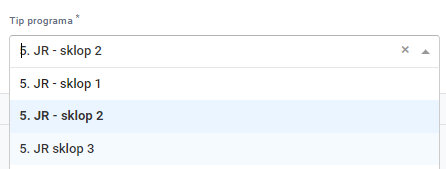 Tip programa *
5. JR - sklop 2
5. JR - sklop 1
5. JR - sklop 2
5. JR sklop 3